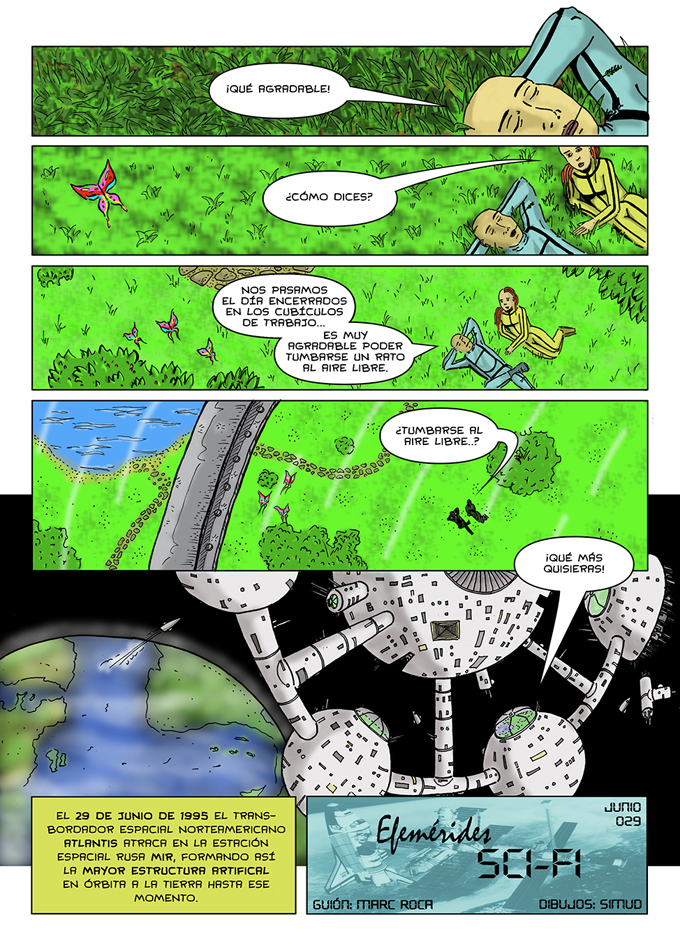 ¡QUÉ AGRADABLE!
¿CÓMO DICES?
NOS PASAMOS
EL DÍA ENCERRADOS
EN LOS CUBÍCULOS
DE TRABAJO...
ES MUY
AGRADABLE PODER
TUMBARSE UN RATO
AL AIRE LIBRE.
¿TUMBARSE AL
AIRE LIBRE..?
¡QUÉ MÁS
QUISIERAS!
EL 29 DE JUNIO DE 1995 EL TRANS-
BORDADOR ESPACIAL NORTEAMERICANO
ATLANTIS ATRACA EN LA ESTACIÓN
ESPACIAL RUSA MIR, FORMANDO ASÍ
LA MAYOR ESTRUCTURA ARTIFICAL
EN ÓRBITA A LA TIERRA HASTA ESE
MOMENTO.
JUNIO
029
Efemérides
SCI-FI
GUIÓN: MARC ROCA
DIBUJOS: SIMUD